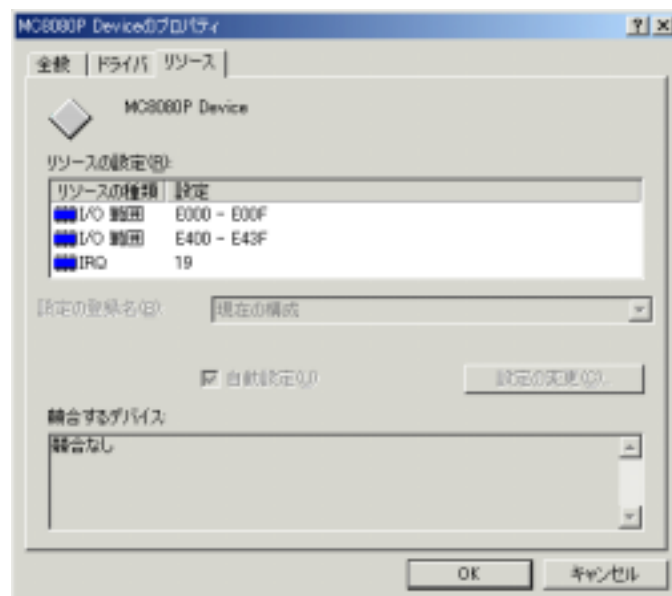 MC8080P Deviceのプロパティ
全般 ドライバ リソース
MC8080P Device
リソースの設定(R):
リソースの種類 設定
I/O 範囲 E000 - E00F
I/O 範囲 E400 - E43F
IRQ 19
設定の登録名(B): 現在の構成
自動設定(U) 設定の変更(C)...
競合するデバイス:
競合なし
OK キャンセル